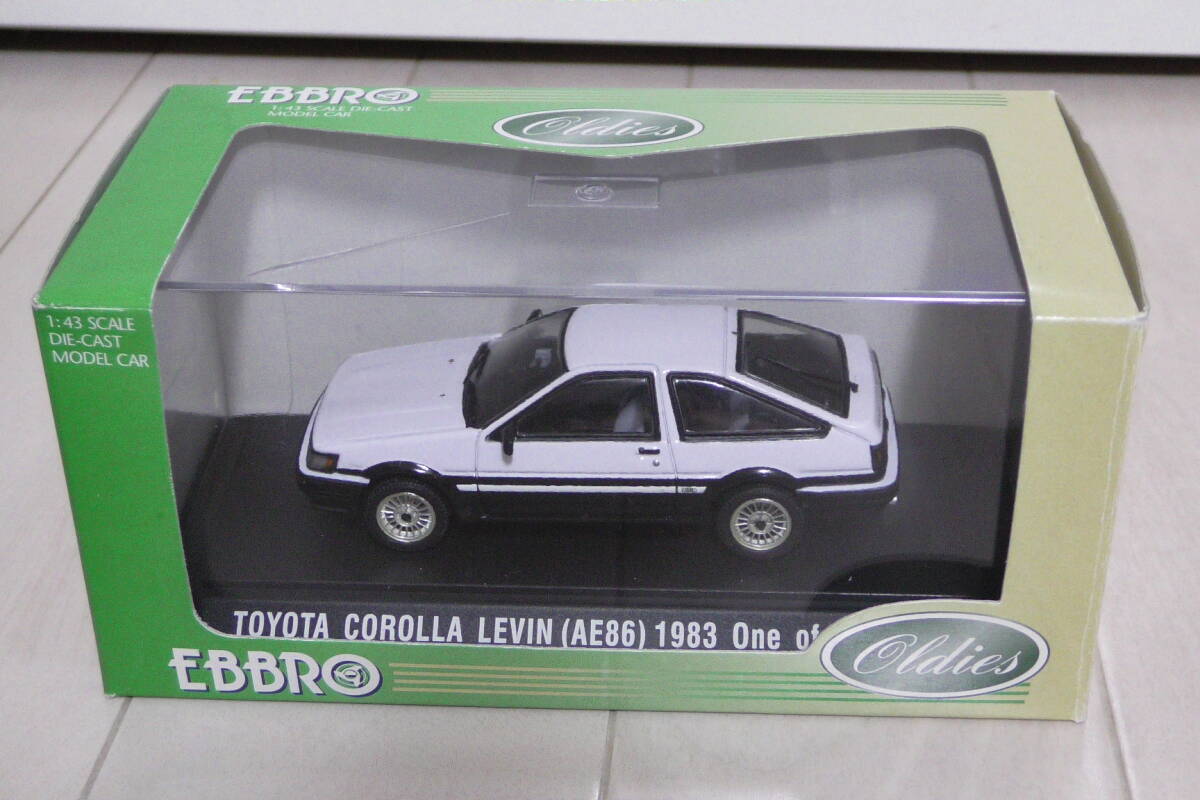 EBBRO
1:43 SCALE DIE-CAST
MODEL CAR
Oldies
1:43 SCALE
DIE-CAST
MODEL CAR
TOYOTA COROLLA LEVIN (AE86) 1983 One of
EBBRO
Oldies